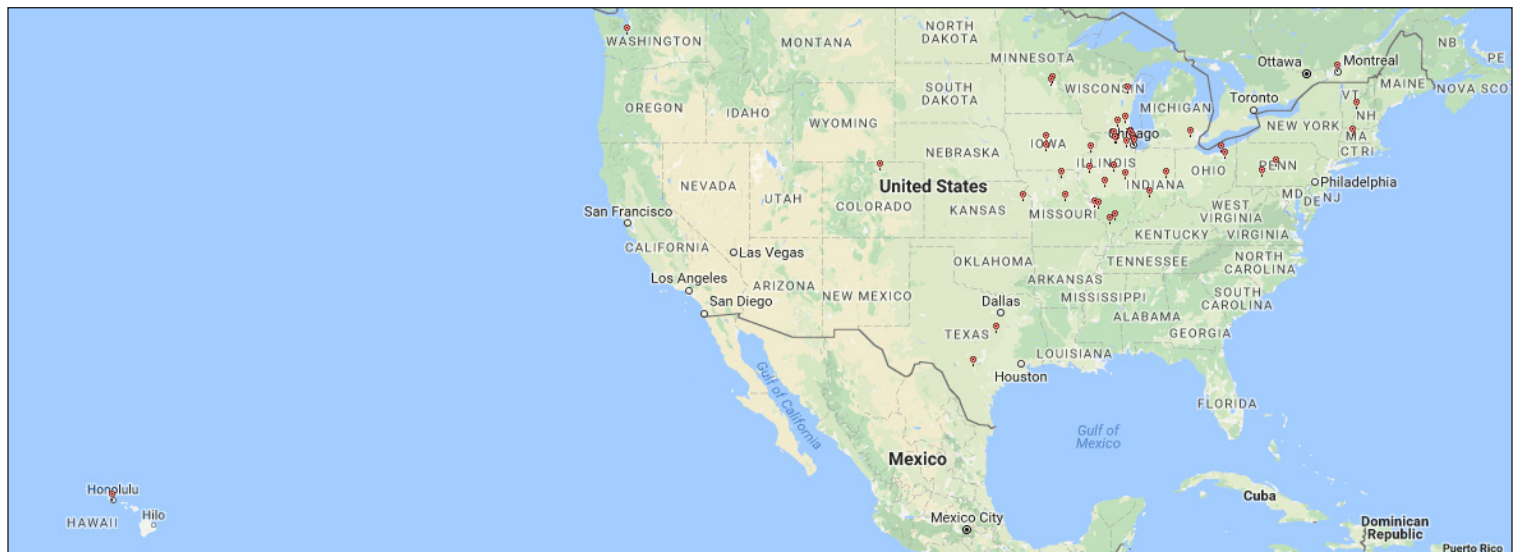 NORTH
DAKOTA
NB
WASHINGTON
MONTANA
MINNESOTA
Ottawa
Montreal
PE
WISCONSIN
VT
MAINE
NOVA SCO
SOUTH
DAKOTA
MICHIGAN
Toronto
OREGON
IDAHO
WYOMING
NH
NEW YORK
Chicago
MA
IOWA
CT
RI
NEBRASKA
ILLINOIS
OHIO
PENN
United States
NEVADA
UTAH
COLORADO
INDIANA
Philadelphia
MD
DE
NJ
San Francisco
KANSAS
MISSOURI
WEST
VIRGINIA
KENTUCKY
VIRGINIA
CALIFORNIA
Las Vegas
OKLAHOMA
TENNESSEE
NORTH
CAROLINA
Los Angeles
ARIZONA
NEW MEXICO
ARKANSAS
San Diego
Dallas
MISSISSIPPI
SOUTH
CAROLINA
ALABAMA
TEXAS
GEORGIA
LOUISIANA
Houston
Gulf of
California
FLORIDA
Gulf of
Mexico
Mexico
Honolulu
HAWAII
Hilo
Mexico City
Cuba
Dominican
Republic
Puerto Rico